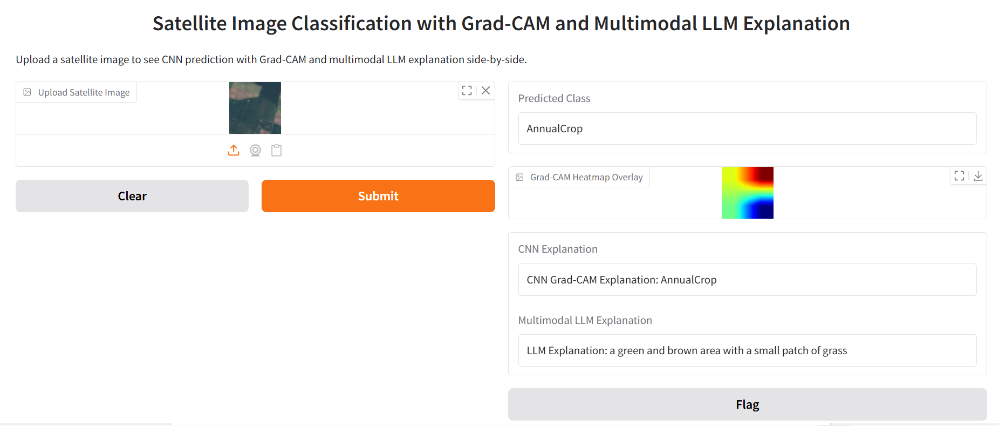 Satellite Image Classification with Grad-CAM and Multimodal LLM Explanation
Upload a satellite image to see CNN prediction with Grad-CAM and multimodal LLM explanation side-by-side.
Upload Satellite Image
Clear
Submit
Predicted Class
AnnualCrop
Grad-CAM Heatmap Overlay
CNN Explanation
CNN Grad-CAM Explanation: AnnualCrop
Multimodal LLM Explanation
LLM Explanation: a green and brown area with a small patch of grass
Flag